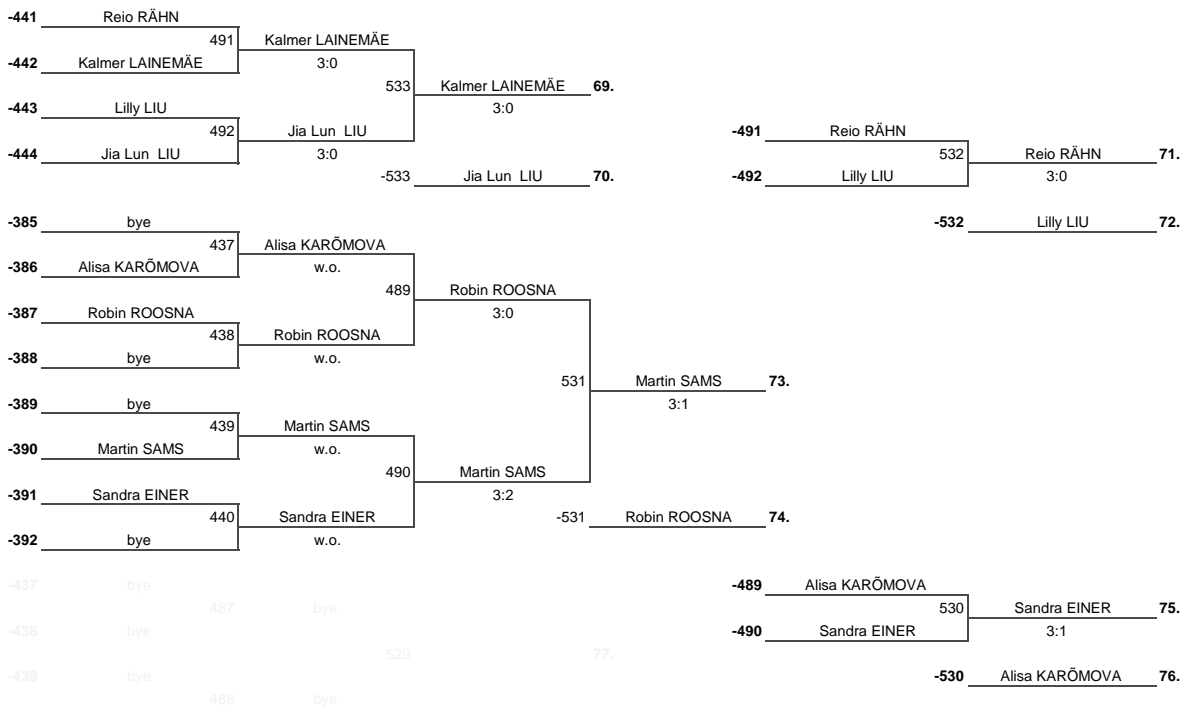 -441 Reio RÄHN
491 Kalmer LAINEMÄE
-442 Kalmer LAINEMÄE 3:0
533 Kalmer LAINEMÄE 69.
-443 Lilly LIU 3:0
492 Jia Lun LIU
-444 Jia Lun LIU 3:0
-533 Jia Lun LIU 70.
-491 Reio RÄHN
532 Reio RÄHN 71.
-492 Lilly LIU 3:0
-532 Lilly LIU 72.
-385 bye
437 Alisa KARÕMOVA
-386 Alisa KARÕMOVA w.o.
489 Robin ROOSNA
-387 Robin ROOSNA 3:0
438 Robin ROOSNA
-388 bye w.o.
531 Martin SAMS 73.
-389 bye 3:1
439 Martin SAMS
-390 Martin SAMS w.o.
490 Martin SAMS
-391 Sandra EINER 3:2
440 Sandra EINER -531 Robin ROOSNA 74.
-392 bye w.o.
-437 bye
487 bye
-438 bye
529 77.
-439 bye
488 bye
-489 Alisa KARÕMOVA
530 Sandra EINER 75.
-490 Sandra EINER 3:1
-530 Alisa KARÕMOVA 76.